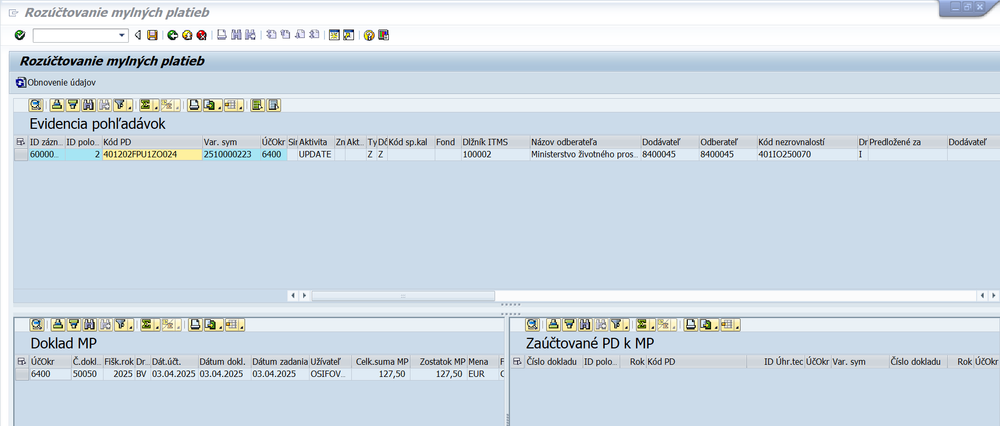 Rozúčtovanie mylných platieb
Rozúčtovanie mylných platieb
Obnovenie údajov
Evidencia pohľadávok
ID zázn... ID polo... Kód PD Var. sym ÚčOkr Sin Aktivita Zn Akt... Ty Dô Kód sp.kal Fond Dlžník ITMS Názov odberateľa Dodávateľ Odberateľ Kód nezrovnalostí Dr Predložené za Dodávateľ
60000... 2 401202FPU1ZO024 2510000223 6400 UPDATE Z Z 100002 Ministerstvo životného pros... 8400045 8400045 401IO250070 I
Doklad MP
ÚčOkr Č.dokl... Fišk.rok Dr... Dát.účt. Dátum dokl. Dátum zadania Užívateľ Celk.suma MP Zostatok MP Mena
6400 50050 2025 BV 03.04.2025 03.04.2025 03.04.2025 OSIFOV... 127,50 127,50 EUR
Zaúčtované PD k MP
Číslo dokladu ID polo... Rok Kód PD ID Úhr.tec ÚčOkr Var. sym Číslo dokladu Rok ÚčOkr